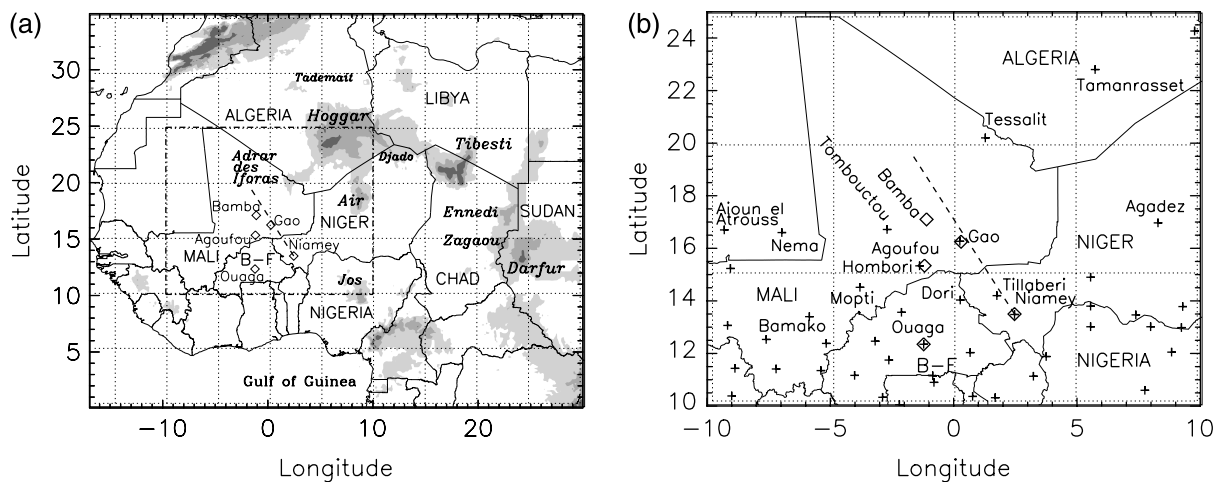 (a)
Tademait
LIBYA
ALGERIA
Hoggar
Tibesti
Djado
Adrar
des
Iforas
Air
Bamba
Gao
NIGER
Ennedi
SUDAN
Agoufou
Niamey
Zagaou
MALI
B-F
Darfur
Ouaga
Jos
CHAD
NIGERIA
Gulf of Guinea
30
25
20
15
10
5
-10
0
10
20
Latitude
Longitude
(b)
ALGERIA
Tamanrasset
Tessalit
Tombouctou
Bamba
Ajoun el
Atrouss
Nema
Agadez
Gao
Agoufou
Hombori
NIGER
MALI
Mopti
Dori
Tillaberi
Niamey
Bamako
Ouaga
B-F
NIGERIA
24
22
20
18
16
14
12
10
-10
-5
0
5
10
Latitude
Longitude